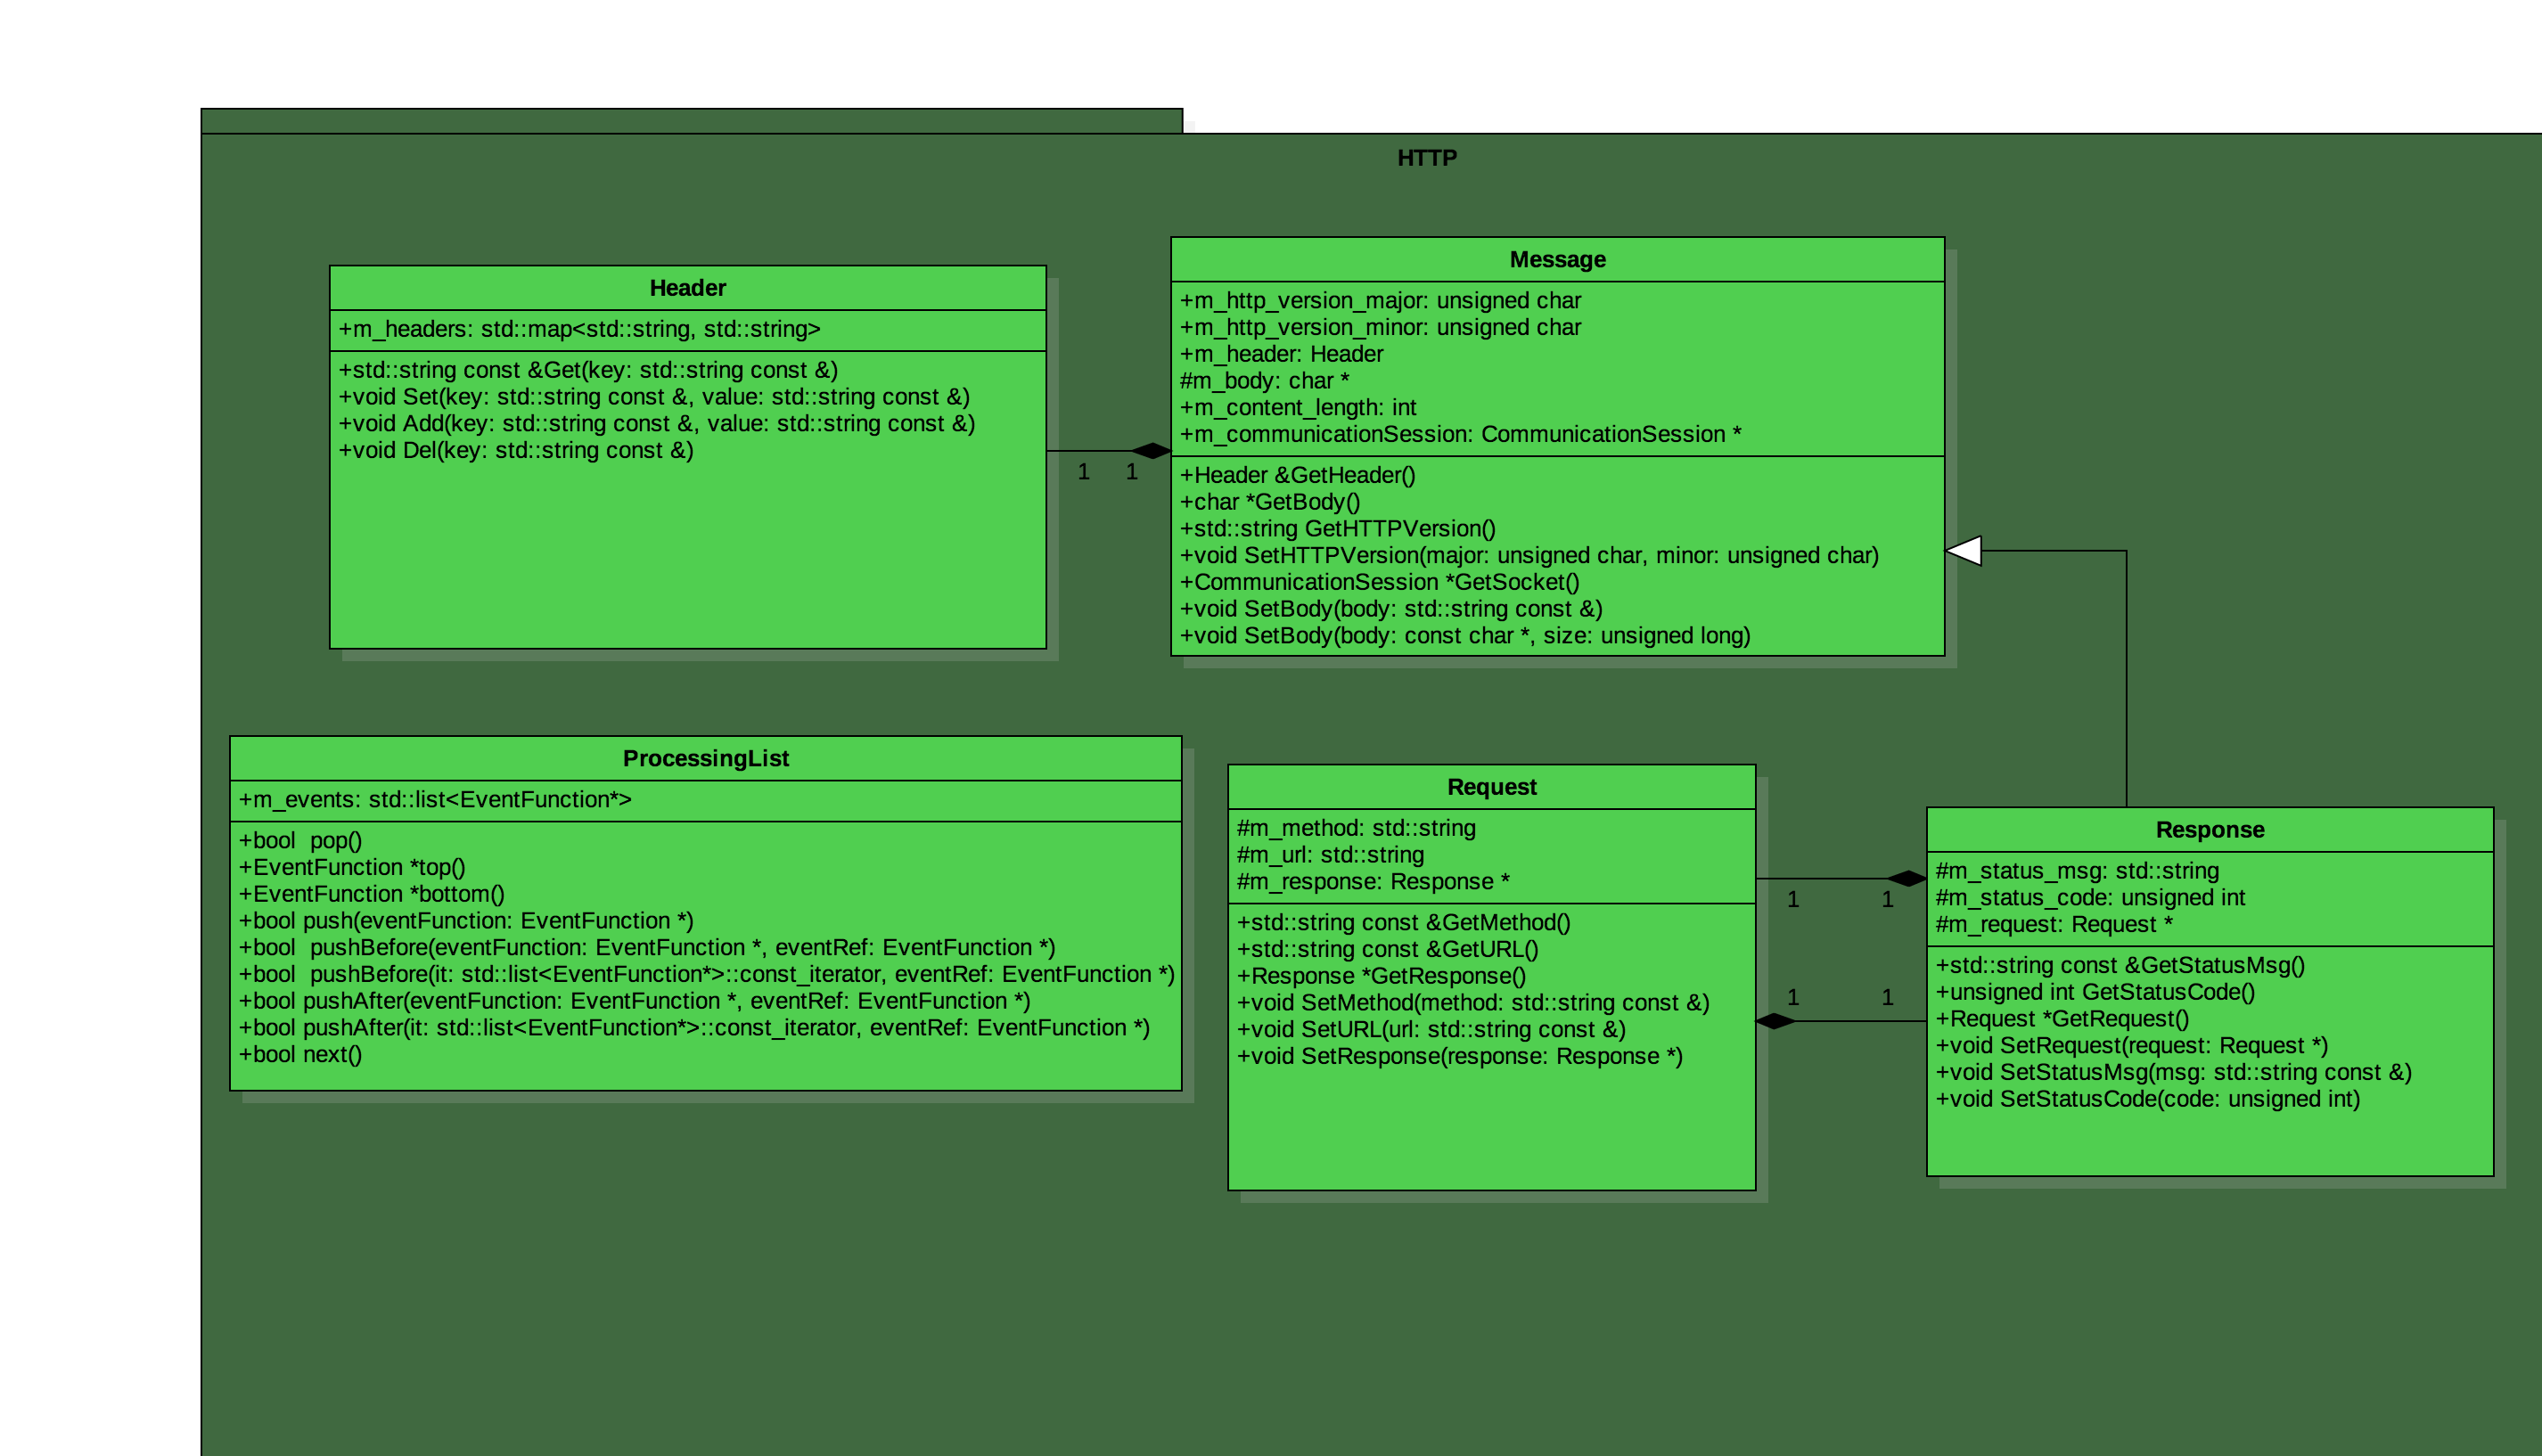 HTTP
Header
+m_headers: std::map<std::string, std::string>
+std::string const &Get(key: std::string const &)
+void Set(key: std::string const &, value: std::string const &)
+void Add(key: std::string const &, value: std::string const &)
+void Del(key: std::string const &)
1 1
Message
+m_http_version_major: unsigned char
+m_http_version_minor: unsigned char
+m_header: Header
#m_body: char *
+m_content_length: int
+m_communicationSession: CommunicationSession *
+Header &GetHeader()
+char *GetBody()
+std::string GetHTTPVersion()
+void SetHTTPVersion(major: unsigned char, minor: unsigned char)
+CommunicationSession *GetSocket()
+void SetBody(body: std::string const &)
+void SetBody(body: const char *, size: unsigned long)
ProcessingList
+m_events: std::list<EventFunction*>
+bool  pop()
+EventFunction *top()
+EventFunction *bottom()
+bool push(eventFunction: EventFunction *)
+bool  pushBefore(eventFunction: EventFunction *, eventRef: EventFunction *)
+bool  pushBefore(it: std::list<EventFunction*>::const_iterator, eventRef: EventFunction *)
+bool pushAfter(eventFunction: EventFunction *, eventRef: EventFunction *)
+bool pushAfter(it: std::list<EventFunction*>::const_iterator, eventRef: EventFunction *)
+bool next()
Request
#m_method: std::string
#m_url: std::string
#m_response: Response *
+std::string const &GetMethod()
+std::string const &GetURL()
+Response *GetResponse()
+void SetMethod(method: std::string const &)
+void SetURL(url: std::string const &)
+void SetResponse(response: Response *)
1 1
1 1
Response
#m_status_msg: std::string
#m_status_code: unsigned int
#m_request: Request *
+std::string const &GetStatusMsg()
+unsigned int GetStatusCode()
+Request *GetRequest()
+void SetRequest(request: Request *)
+void SetStatusMsg(msg: std::string const &)
+void SetStatusCode(code: unsigned int)